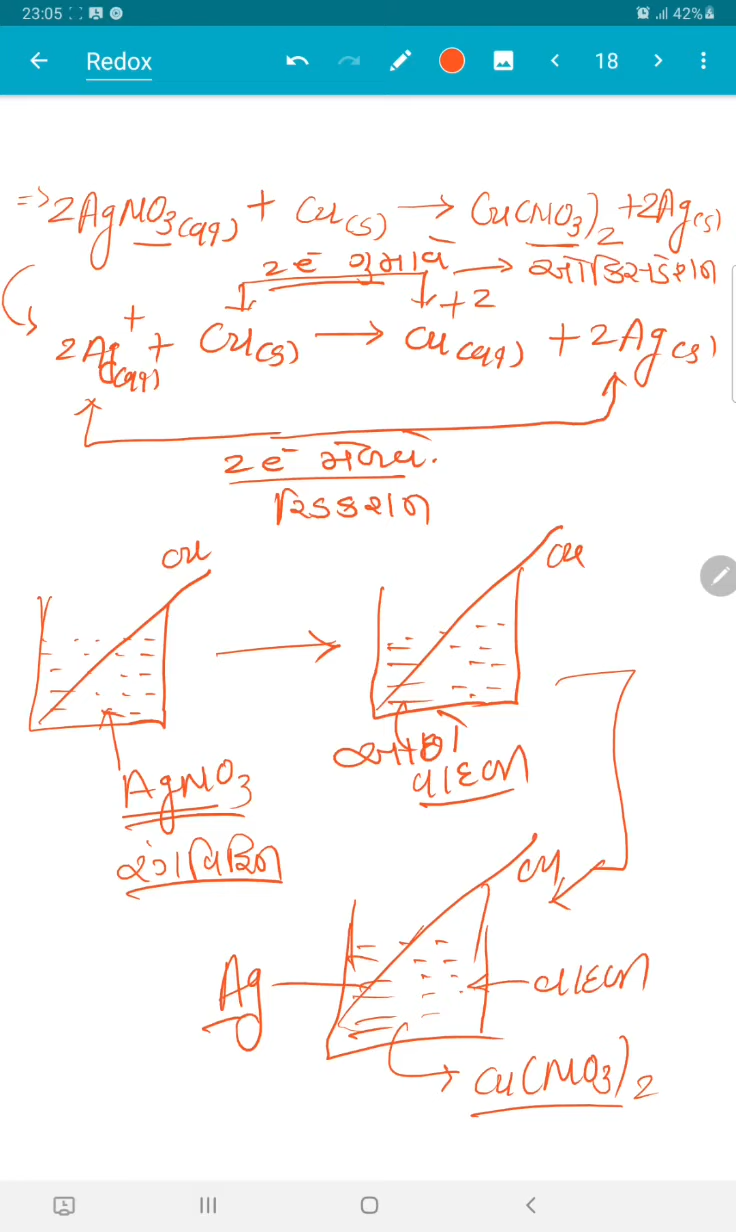 23:05 42%
Redox 18
=> 2AgNO3(aq) + Cu(s) → Cu(NO3)2 + 2Ag(s)
2e⁻ ગુમાવે → ઓક્સિડેશન
2Ag⁺(aq) + Cu(s) → Cu⁺²(aq) + 2Ag(s)
2e⁻ મેળવે.
રિડક્શન
Cu
Cu
AgNO3
રંગવિહિન
આછો
વાદળી
Cu
Ag
વાદળી
Cu(NO3)2